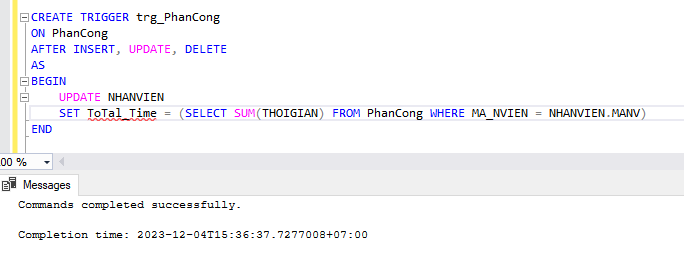 CREATE TRIGGER trg_PhanCong
ON PhanCong
AFTER INSERT, UPDATE, DELETE
AS
BEGIN
UPDATE NHANVIEN
SET ToTal_Time = (SELECT SUM(THOIGIAN) FROM PhanCong WHERE MA_NVIEN = NHANVIEN.MANV)
END
00 %
Messages
Commands completed successfully.
Completion time: 2023-12-04T15:36:37.7277008+07:00